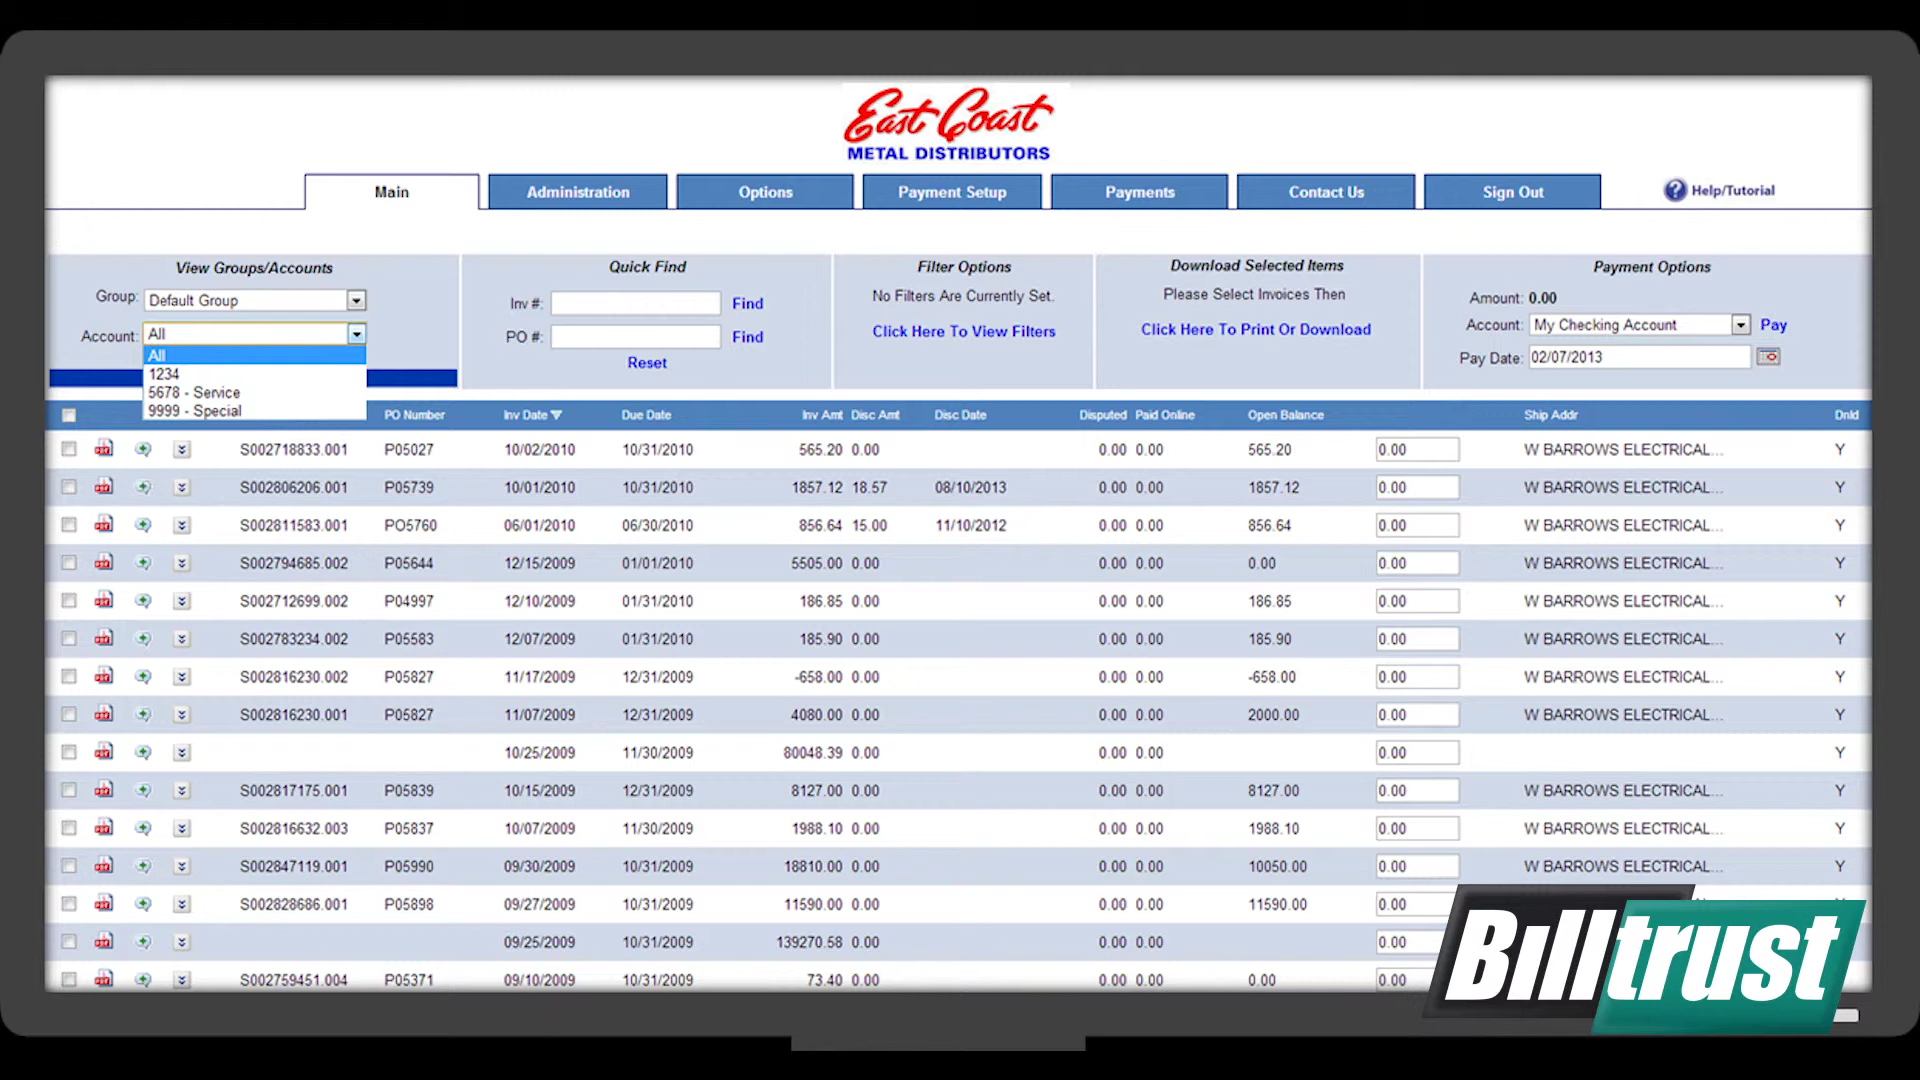 East Coast
METAL DISTRIBUTORS
Main Administration Options Payment Setup Payments Contact Us Sign Out Help/Tutorial
View Groups/Accounts
Group: Default Group
Account: All
All
1234
5678 - Service
9999 - Special
Quick Find
Inv #: Find
PO #: Find
Reset
Filter Options
No Filters Are Currently Set.
Click Here To View Filters
Download Selected Items
Please Select Invoices Then
Click Here To Print Or Download
Payment Options
Amount: 0.00
Account: My Checking Account Pay
Pay Date: 02/07/2013
PO Number Inv Date Due Date Inv Amt Disc Amt Disc Date Disputed Paid Online Open Balance Ship Addr Dnld
S002718833.001 P05027 10/02/2010 10/31/2010 565.20 0.00 0.00 0.00 565.20 0.00 W BARROWS ELECTRICAL... Y
S002806206.001 P05739 10/01/2010 10/31/2010 1857.12 18.57 08/10/2013 0.00 0.00 1857.12 0.00 W BARROWS ELECTRICAL... Y
S002811583.001 PO5760 06/01/2010 06/30/2010 856.64 15.00 11/10/2012 0.00 0.00 856.64 0.00 W BARROWS ELECTRICAL... Y
S002794685.002 P05644 12/15/2009 01/01/2010 5505.00 0.00 0.00 0.00 0.00 0.00 W BARROWS ELECTRICAL... Y
S002712699.002 P04997 12/10/2009 01/31/2010 186.85 0.00 0.00 0.00 186.85 0.00 W BARROWS ELECTRICAL... Y
S002783234.002 P05583 12/07/2009 01/31/2010 185.90 0.00 0.00 0.00 185.90 0.00 W BARROWS ELECTRICAL... Y
S002816230.002 P05827 11/17/2009 12/31/2009 -658.00 0.00 0.00 0.00 -658.00 0.00 W BARROWS ELECTRICAL... Y
S002816230.001 P05827 11/07/2009 12/31/2009 4080.00 0.00 0.00 0.00 2000.00 0.00 W BARROWS ELECTRICAL... Y
10/25/2009 11/30/2009 80048.39 0.00 0.00 0.00 0.00 Y
S002817175.001 P05839 10/15/2009 12/31/2009 8127.00 0.00 0.00 0.00 8127.00 0.00 W BARROWS ELECTRICAL... Y
S002816632.003 P05837 10/07/2009 11/30/2009 1988.10 0.00 0.00 0.00 1988.10 0.00 W BARROWS ELECTRICAL... Y
S002847119.001 P05990 09/30/2009 10/31/2009 18810.00 0.00 0.00 0.00 10050.00 0.00 W BARROWS ELECTRICAL... Y
S002828686.001 P05898 09/27/2009 10/31/2009 11590.00 0.00 0.00 0.00 11590.00 0.00
09/25/2009 10/31/2009 139270.58 0.00 0.00 0.00 0.00
S002759451.004 P05371 09/10/2009 10/31/2009 73.40 0.00 0.00 0.00 0.00 0.00
Billtrust